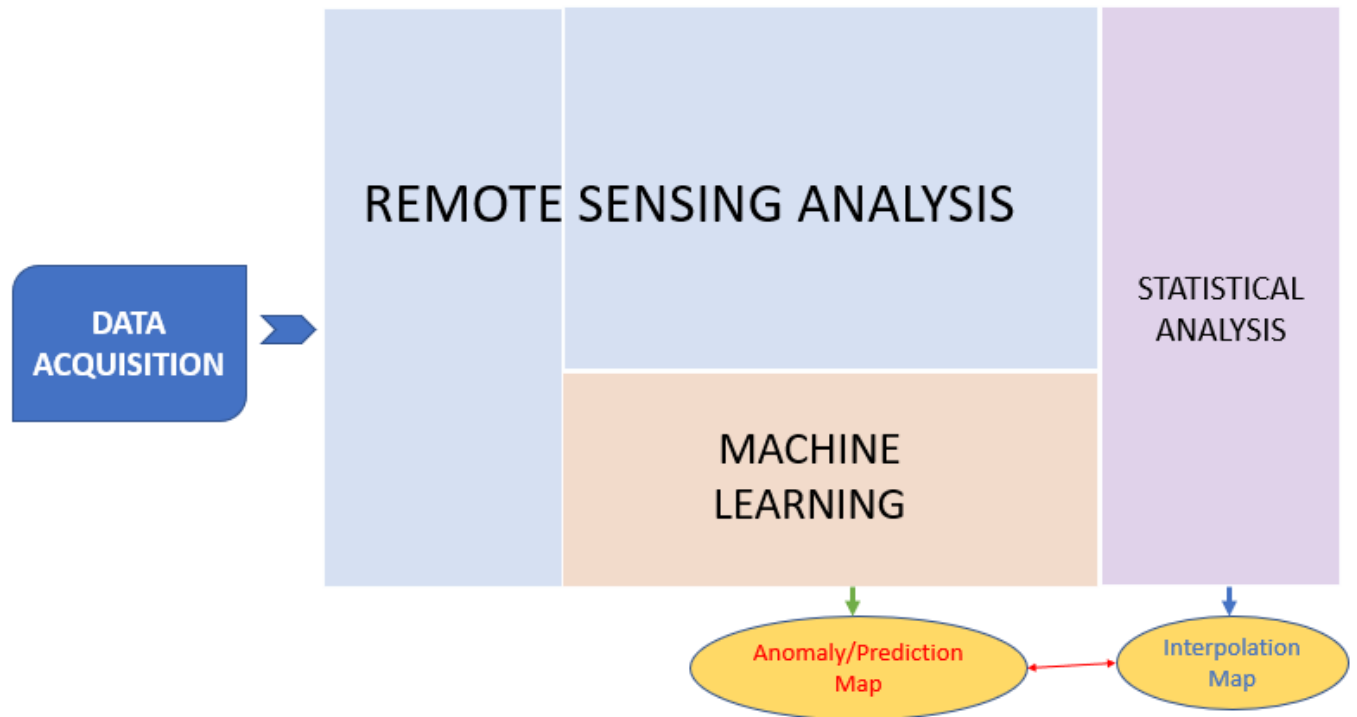 REMOTE SENSING ANALYSIS
DATA
ACQUISITION
STATISTICAL
ANALYSIS
MACHINE
LEARNING
Anomaly/Prediction
Map
Interpolation
Map